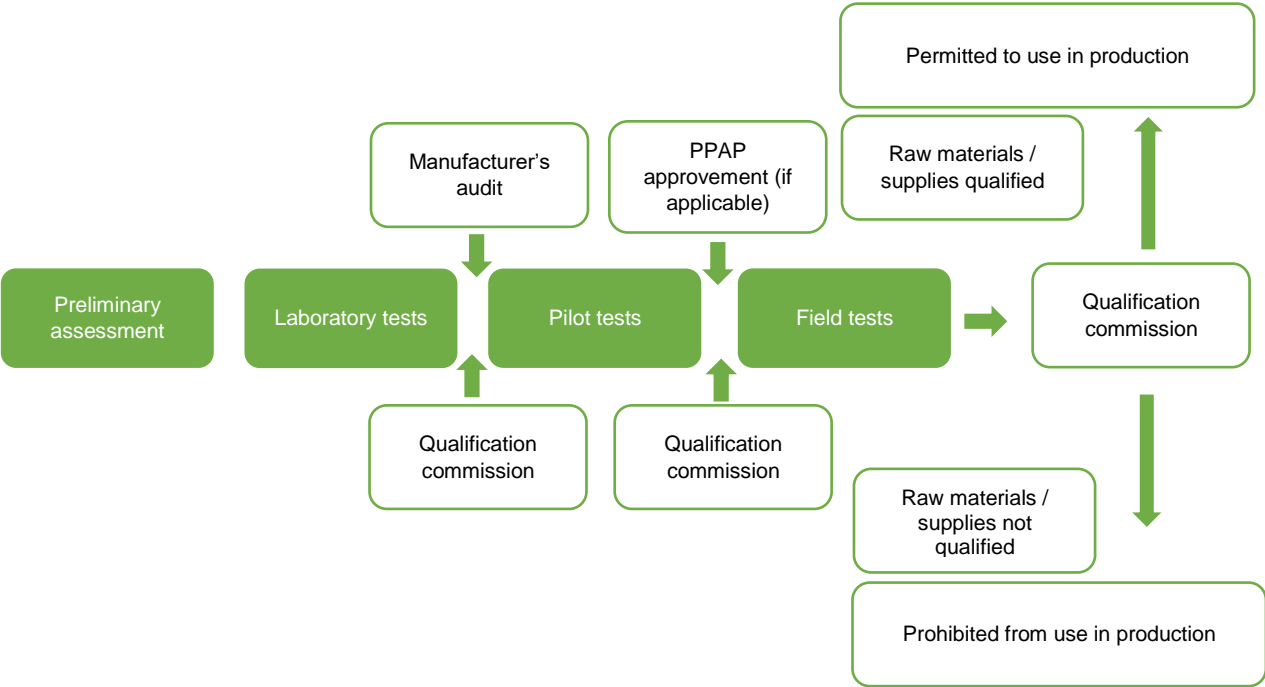 Permitted to use in production
Manufacturer’s
audit
PPAP
approvement (if
applicable)
Raw materials /
supplies qualified
Preliminary
assessment
Laboratory tests
Pilot tests
Field tests
Qualification
commission
Qualification
commission
Qualification
commission
Raw materials /
supplies not
qualified
Prohibited from use in production